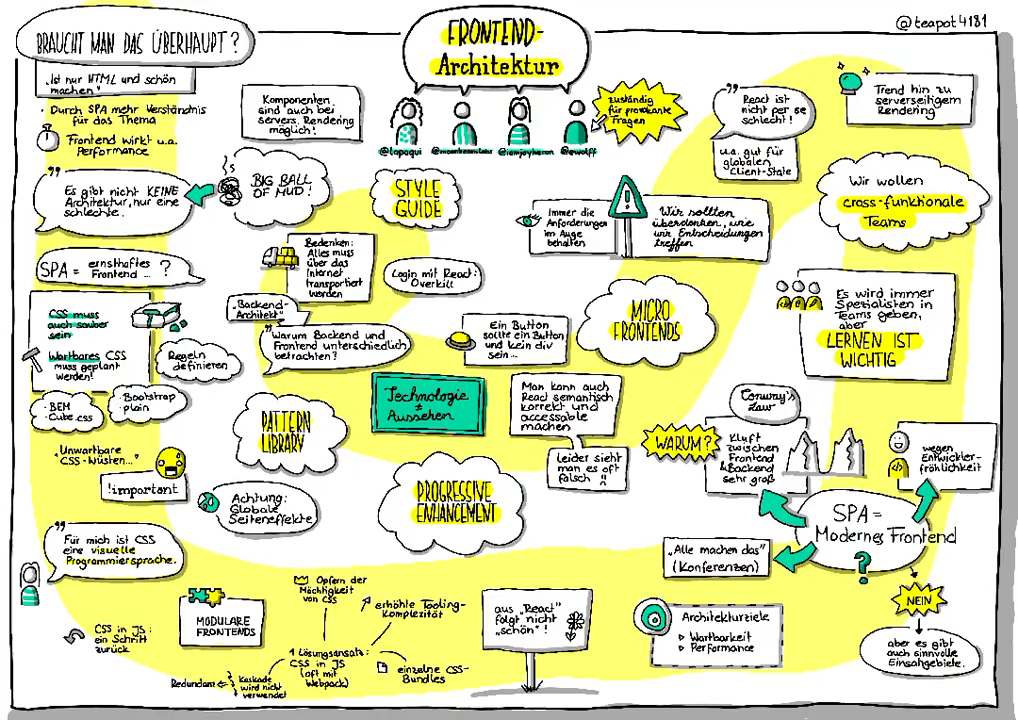 BRAUCHT MAN DAS ÜBERHAUPT?
FRONTEND-
Architektur
@teapot4181
"Ist nur HTML und schön
machen"
• Durch SPA mehr Verständnis
für das Thema
Frontend wirkt u.a.
Performance
Komponenten
sind auch bei
servers. Rendering
möglich!
zuständig
für provokante
Fragen
@ewolff
React ist
nicht per se
schlecht!
u.a. gut für
globalen
Client-State
Trend hin zu
serverseitigem
Rendering
Es gibt nicht KEINE
Architektur, nur eine
schlechte.
BIG BALL
OF MUD!
STYLE
GUIDE
Immer die
Anforderungen
im Auge
behalten
Wir sollten
überdenken, wie
wir Entscheidungen
treffen
Wir wollen
cross-funktionale
Teams
SPA = ernsthaftes
Frontend ... ?
Bedenken:
Alles muss
über das
Internet
transportiert
werden
Login mit React:
Overkill
CSS muss
auch sauber
sein
Wartbares CSS
muss geplant
werden!
Regeln
definieren
• BEM
• Cube.css
• Bootstrap
plain
"Backend-
Architekt"
Warum Backend und
Frontend unterschiedlich
betrachten?
Ein Button
sollte ein Button
und kein div
sein...
MICRO
FRONTENDS
Es wird immer
Spezialisten in
Teams geben,
aber
LERNEN IST
WICHTIG
Technologie
≠
Aussehen
Man kann auch
React semantisch
korrekt und
accessable
machen
Leider sieht
man es oft
falsch
PATTERN
LIBRARY
Conway's
Law
WARUM?
Kluft
zwischen
Frontend
& Backend
sehr groß
wegen
Entwickler-
fröhlichkeit
"Unwartbare
CSS-Wüsten..."
!important
Achtung:
Globale
Seiteneffekte
PROGRESSIVE
ENHANCEMENT
SPA =
Modernes Frontend
?
"Alle machen das"
(Konferenzen)
NEIN
aber es gibt
auch sinnvolle
Einsatzgebiete.
Für mich ist CSS
eine visuelle
Programmiersprache.
CSS in JS:
ein Schritt
zurück
MODULARE
FRONTENDS
Opfern der
Mächtigkeit
von CSS
erhöhte Tooling-
Komplexität
1 Lösungsansatz:
CSS in JS
(oft mit
Webpack)
einzelne CSS-
Bundles
Kaskade
wird nicht
verwendet
Redundanz
aus "React"
folgt nicht
"schön"!
Architekturziele
Wartbarkeit
Performance